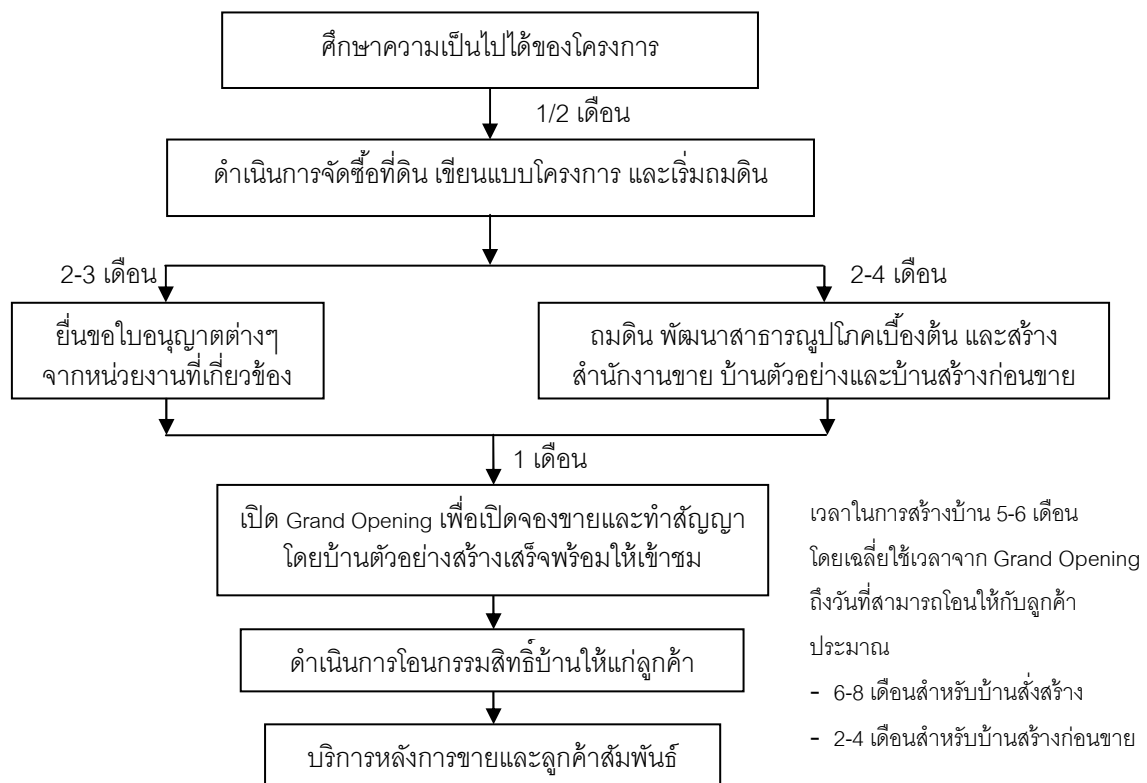 ศึกษาความเป็นไปได้ของโครงการ
1/2 เดือน
ดำเนินการจัดซื้อที่ดิน เขียนแบบโครงการ และเริ่มถมดิน
2-3 เดือน
2-4 เดือน
ยื่นขอใบอนุญาตต่างๆ
จากหน่วยงานที่เกี่ยวข้อง
ถมดิน พัฒนาสาธารณูปโภคเบื้องต้น และสร้าง
สำนักงานขาย บ้านตัวอย่างและบ้านสร้างก่อนขาย
1 เดือน
เปิด Grand Opening เพื่อเปิดจองขายและทำสัญญา
โดยบ้านตัวอย่างสร้างเสร็จพร้อมให้เข้าชม
ดำเนินการโอนกรรมสิทธิ์บ้านให้แก่ลูกค้า
บริการหลังการขายและลูกค้าสัมพันธ์
เวลาในการสร้างบ้าน 5-6 เดือน
โดยเฉลี่ยใช้เวลาจาก Grand Opening
ถึงวันที่สามารถโอนให้กับลูกค้า
ประมาณ
- 6-8 เดือนสำหรับบ้านสั่งสร้าง
- 2-4 เดือนสำหรับบ้านสร้างก่อนขาย